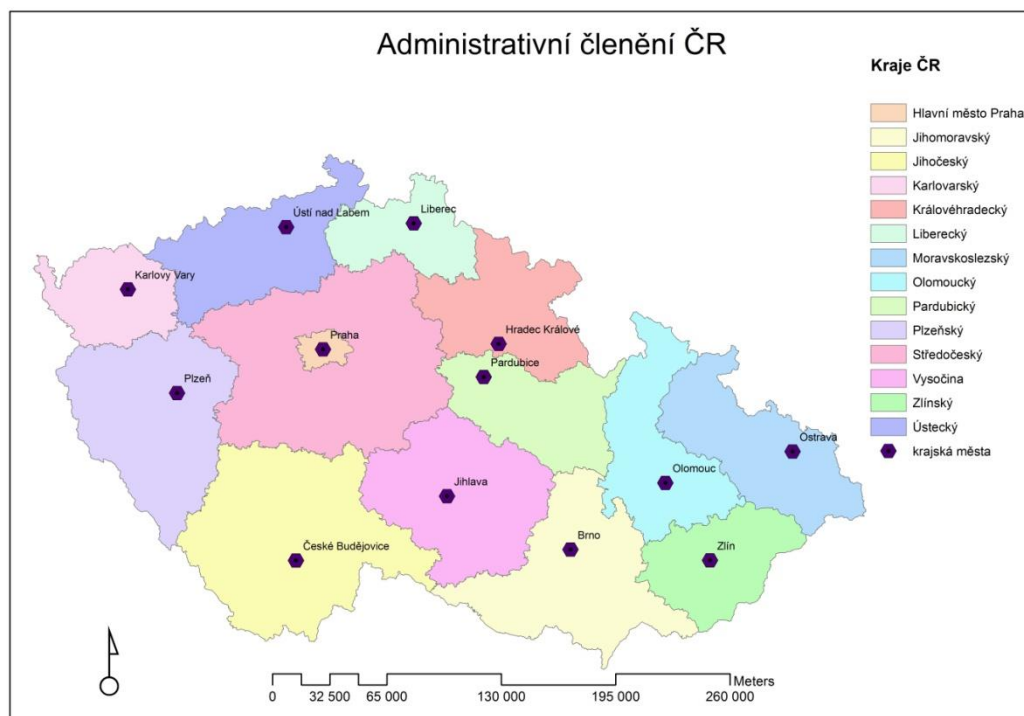 Administrativní členění ČR
Kraje ČR
Hlavní město Praha
Jihomoravský
Jihočeský
Karlovarský
Královéhradecký
Liberecký
Moravskoslezský
Olomoucký
Pardubický
Plzeňský
Středočeský
Vysočina
Zlínský
Ústecký
krajská města
Ústí nad Labem
Liberec
Karlovy Vary
Praha
Hradec Králové
Pardubice
Plzeň
Ostrava
Olomouc
Jihlava
Brno
České Budějovice
Zlín
Meters
0 32 500 65 000 130 000 195 000 260 000